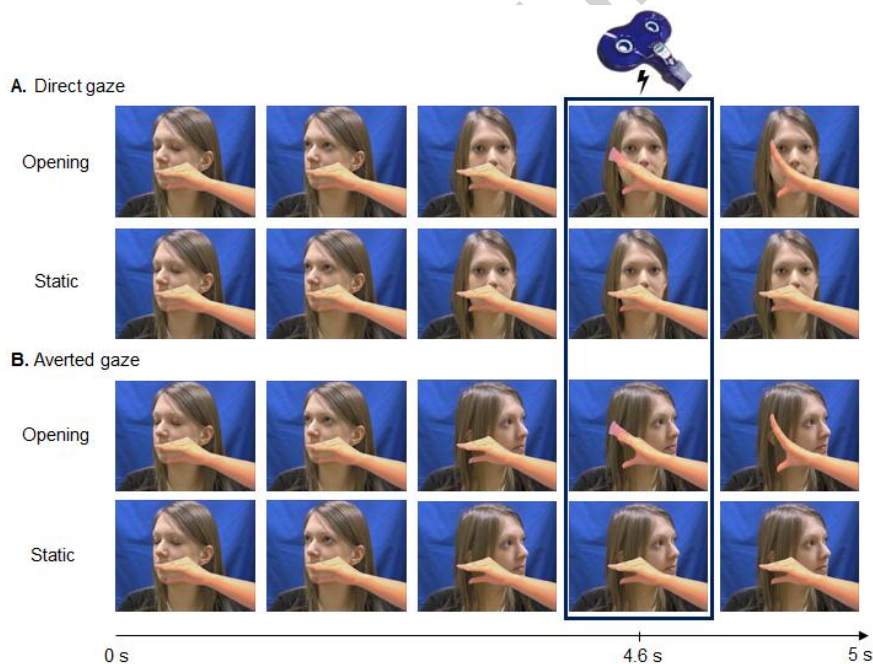 A. Direct gaze
Opening
Static
B. Averted gaze
Opening
Static
0 s
4.6 s
5 s